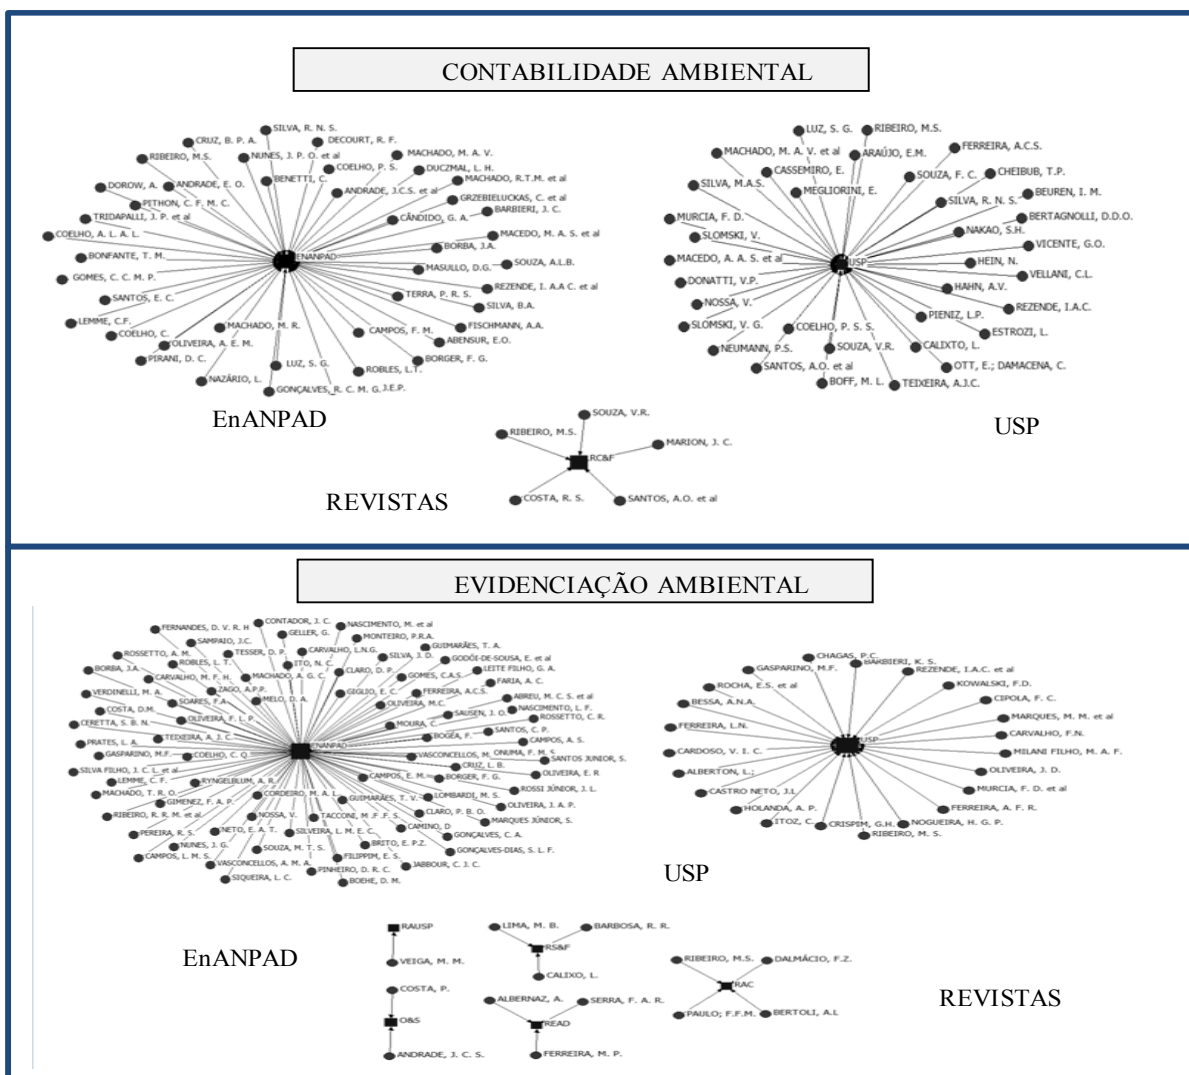 CONTABILIDADE AMBIENTAL
SILVA, R. N. S.
CRUZ, B. P. A.
DECOURT, R. F.
RIBEIRO, M.S.
NUNES, J. P. O. et al
MACHADO, M. A. V.
COELHO, P. S.
DUCZMAL, L. H.
BENETTI, C.
MACHADO, R.T.M. et al
DOROW, A.
ANDRADE, E. O.
ANDRADE, J.C.S. et al
PITHON, C. F. M. C.
GRZEBIELUCKAS, C. et al
BARBIERI, J. C.
TRIDAPALLI, J. P. et al
CÂNDIDO, G. A.
COELHO, A. L. A. L.
MACEDO, M. A. S. et al
BORBA, J.A.
BONFANTE, T. M.
ENANPAD
SOUZA, A.L.B.
MASULLO, D.G.
GOMES, C. C. M. P.
REZENDE, I. A.A C. et al
TERRA, P. R. S.
SANTOS, E. C.
SILVA, B.A.
LEMME, C.F.
MACHADO, M. R.
FISCHMANN, A.A.
COELHO, C.
CAMPOS, F. M.
ABENSUR, E.O.
OLIVEIRA, A. E. M.
PIRANI, D. C.
LUZ, S. G.
BORGER, F. G.
ROBLES, L.T.
NAZÁRIO, L.
GONÇALVES, R. C. M. G.
J.E.P.
EnANPAD
LUZ, S. G.
RIBEIRO, M.S.
MACHADO, M. A. V. et al
ARAÚJO, E.M.
FERREIRA, A.C.S.
CASSEMIRO, E.
SOUZA, F. C.
CHEIBUB, T.P.
SILVA, M.A.S.
MEGLIORINI, E.
BEUREN, I. M.
SILVA, R. N. S.
MURCIA, F. D.
BERTAGNOLLI, D.D.O.
NAKAO, S.H.
SLOMSKI, V.
VICENTE, G.O.
MACEDO, A. A. S. et al
USP
HEIN, N.
DONATTI, V.P.
VELLANI, C.L.
HAHN, A.V.
NOSSA, V.
REZENDE, I.A.C.
PIENIZ, L.P.
SLOMSKI, V. G.
COELHO, P. S. S.
ESTROZI, L.
NEUMANN, P.S.
SOUZA, V.R.
CALIXTO, L.
SANTOS, A.O. et al
OTT, E.; DAMACENA, C.
BOFF, M. L.
TEIXEIRA, A.J.C.
USP
SOUZA, V.R.
RIBEIRO, M.S.
MARION, J. C.
RC&F
COSTA, R. S.
SANTOS, A.O. et al
REVISTAS
EVIDENCIAÇÃO AMBIENTAL
FERNANDES, D. V. R. H
CONTADOR, J. C.
NASCIMENTO, M. et al
GELLER, G.
SAMPAIO, J.C.
MONTEIRO, P.R.A.
TESSER, D. P.
CARVALHO, L.N.G.
GUIMARÃES, T. A.
ROSSETTO, A. M.
SILVA, J. D.
GODÓI-DE-SOUSA, E. et al
ROBLES, L. T.
ITO, N. C.
LEITE FILHO, G. A.
BORBA, J.A.
CARVALHO, M. F. H.
MACHADO, A. G. C.
CLARO, D. P.
GOMES, C.A.S.
FARIA, A. C.
VERDINELLI, M. A.
ZAGO, A.P.P.
GIGLIO, E. C.
FERREIRA, A.C.S.
ABREU, M. C. S. et al
SOARES, F.A.
MELO, D. A.
OLIVEIRA, M.C.
NASCIMENTO, L. F.
COSTA, D.M.
SAUSEN, J. O.
ROSSETTO, C. R.
CERETTA, S. B. N.
OLIVEIRA, F. L. P.
MOURA, C.
SANTOS, C. P.
TEIXEIRA, A. J. C.
BOGEA, F.
CAMPOS, A. S.
PRATES, L. A.
ENANPAD
ONUMA, F. M. S.
GASPARINO, M.F.
COELHO, C. Q.
VASCONCELLOS, M.
SANTOS JUNIOR, S.
CRUZ, L. B.
SILVA FILHO, J. C. L. et al
OLIVEIRA, E. R
LEMME, C. F.
RYNGELBLUM, A. R.
CAMPOS, E. M.
BORGER, F. G.
ROSSI JÚNIOR, J. L.
MACHADO, T. R. O.
CORDEIRO, M. A. L.
GUIMARÃES, T. V.
LOMBARDI, M. S.
GIMENEZ, F. A. P.
OLIVEIRA, J. A. P.
RIBEIRO, R. R. M. et al
NOSSA, V.
TACCONI, M .F .F. S.
CLARO, P. B. O.
MARQUES JÚNIOR, S.
PEREIRA, R. S.
NETO, E. A. T.
SILVEIRA, L. M. E. C.
CAMINO, D
GONÇALVES, C. A.
NUNES, J. G.
SOUZA, M. T. S.
BRITO, E. P.Z.
GONÇALVES-DIAS, S. L. F.
CAMPOS, L. M. S.
VASCONCELLOS, A. M. A.
FILIPPIM, E. S.
JABBOUR, C. J. C.
PINHEIRO, D. R. C.
SIQUEIRA, L. C.
BOEHE, D. M.
EnANPAD
CHAGAS, P.C.
BARBIERI, K. S.
GASPARINO, M.F.
REZENDE, I.A.C. et al
ROCHA, E.S. et al
KOWALSKI, F.D.
BESSA, A.N.A.
CIPOLA, F. C.
MARQUES, M. M. et al
FERREIRA, L.N.
CARVALHO, F.N.
USP
CARDOSO, V. I. C.
MILANI FILHO, M. A. F.
ALBERTON, L.;
OLIVEIRA, J. D.
CASTRO NETO, J.L
MURCIA, F. D. et al
HOLANDA, A. P.
FERREIRA, A. F. R.
ITOZ, C.
CRISPIM, G.H.
NOGUEIRA, H. G. P.
RIBEIRO, M. S.
USP
RAUSP
VEIGA, M. M.
COSTA, P.
O&S
ANDRADE, J. C. S.
LIMA, M. B.
BARBOSA, R. R.
RS&F
CALIXO, L.
ALBERNAZ, A.
SERRA, F. A. R.
READ
FERREIRA, M. P.
RIBEIRO, M.S.
DALMÁCIO, F.Z.
RAC
PAULO; F.F.M.
BERTOLI, A.L
REVISTAS